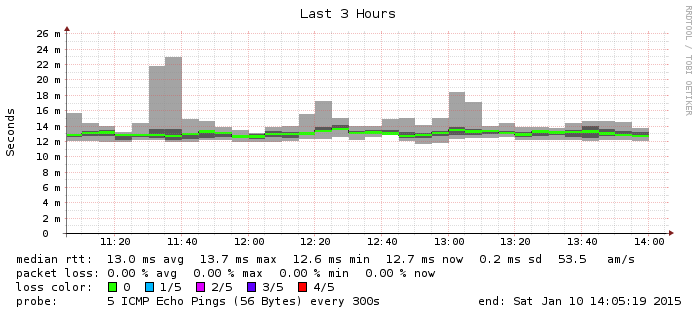 Last 3 Hours
RRDTOOL / TOBI OETIKER
Seconds
26 m
24 m
22 m
20 m
18 m
16 m
14 m
12 m
10 m
8 m
6 m
4 m
2 m
0
11:20 11:40 12:00 12:20 12:40 13:00 13:20 13:40 14:00
median rtt: 13.0 ms avg 13.7 ms max 12.6 ms min 12.7 ms now 0.2 ms sd 53.5 am/s
packet loss: 0.00 % avg 0.00 % max 0.00 % min 0.00 % now
loss color: 0 1/5 2/5 3/5 4/5
probe: 5 ICMP Echo Pings (56 Bytes) every 300s end: Sat Jan 10 14:05:19 2015